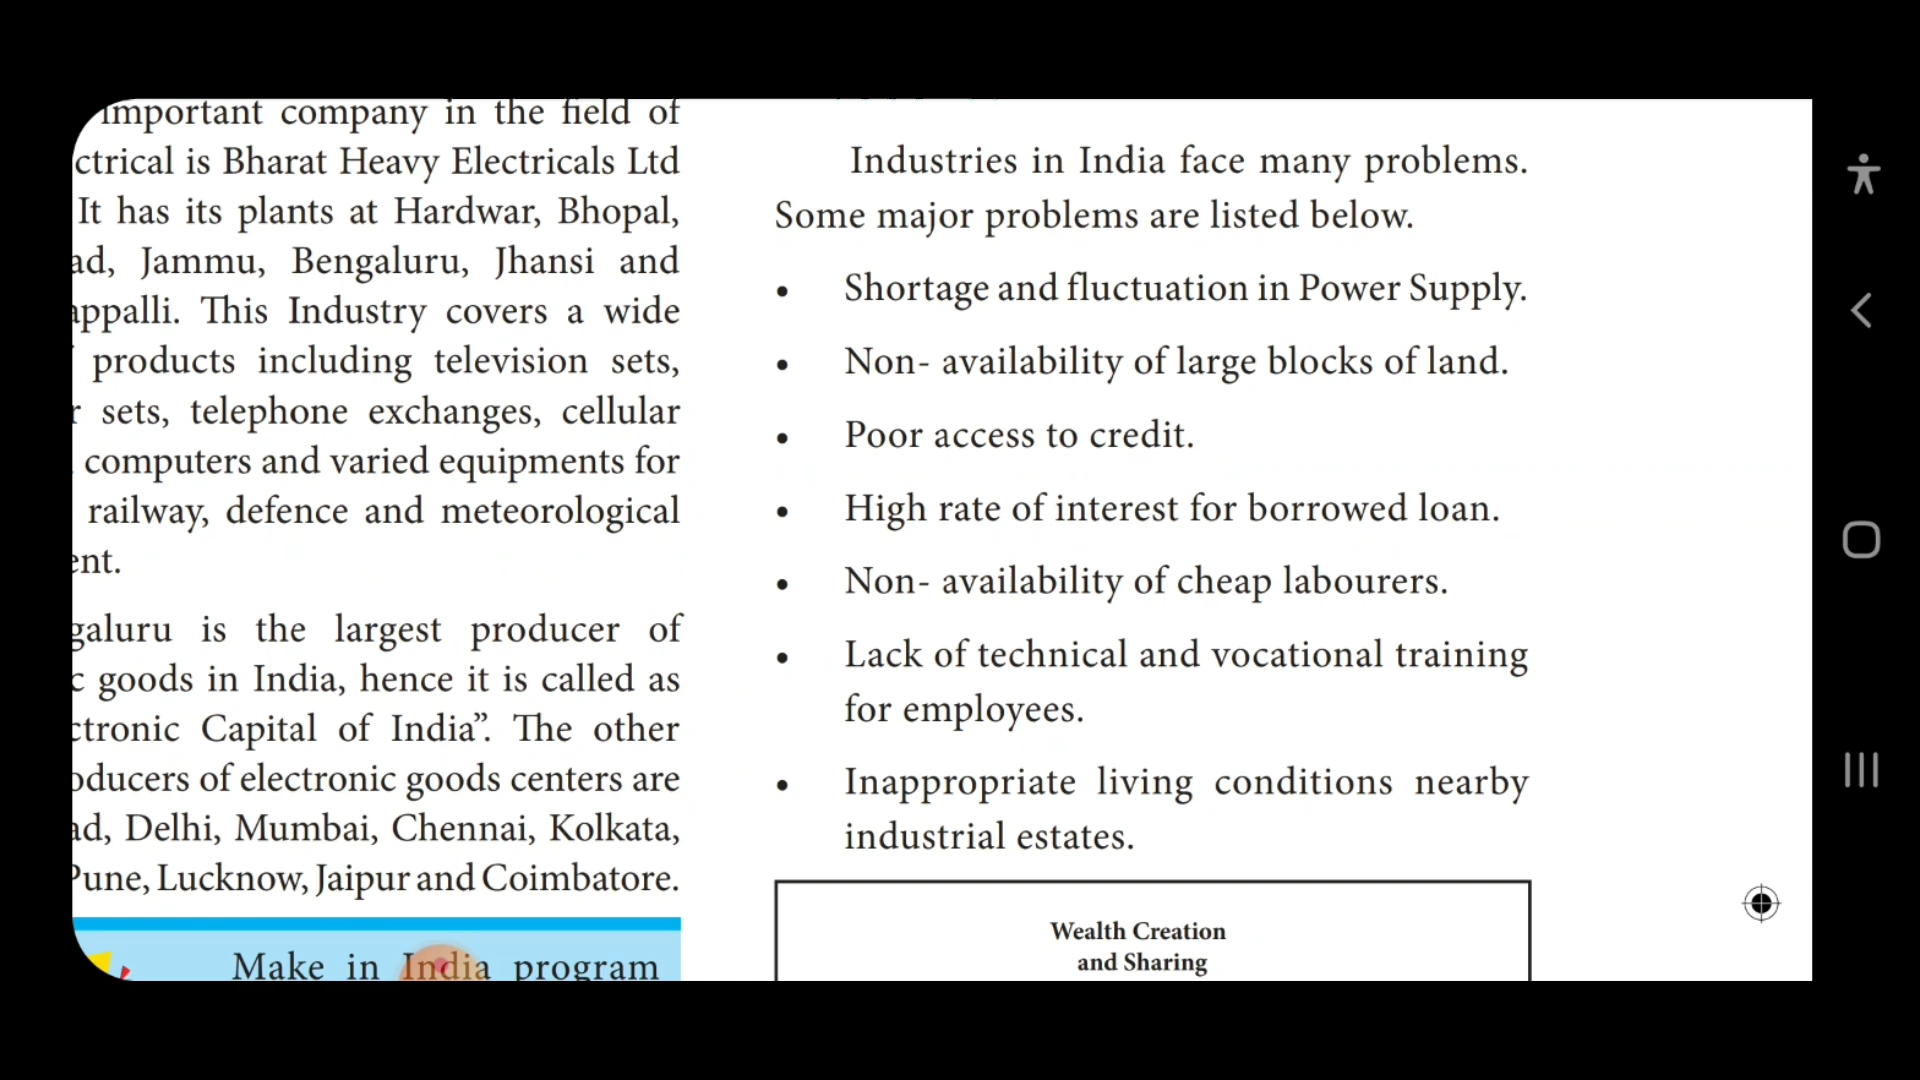 important company in the field of
ctrical is Bharat Heavy Electricals Ltd
It has its plants at Hardwar, Bhopal,
ad, Jammu, Bengaluru, Jhansi and
appalli. This Industry covers a wide
products including television sets,
r sets, telephone exchanges, cellular
computers and varied equipments for
railway, defence and meteorological
ent.
galuru is the largest producer of
c goods in India, hence it is called as
ctronic Capital of India”. The other
oducers of electronic goods centers are
ad, Delhi, Mumbai, Chennai, Kolkata,
Pune, Lucknow, Jaipur and Coimbatore.
Make in India program
Industries in India face many problems.
Some major problems are listed below.
• Shortage and fluctuation in Power Supply.
• Non- availability of large blocks of land.
• Poor access to credit.
• High rate of interest for borrowed loan.
• Non- availability of cheap labourers.
• Lack of technical and vocational training
for employees.
• Inappropriate living conditions nearby
industrial estates.
Wealth Creation
and Sharing